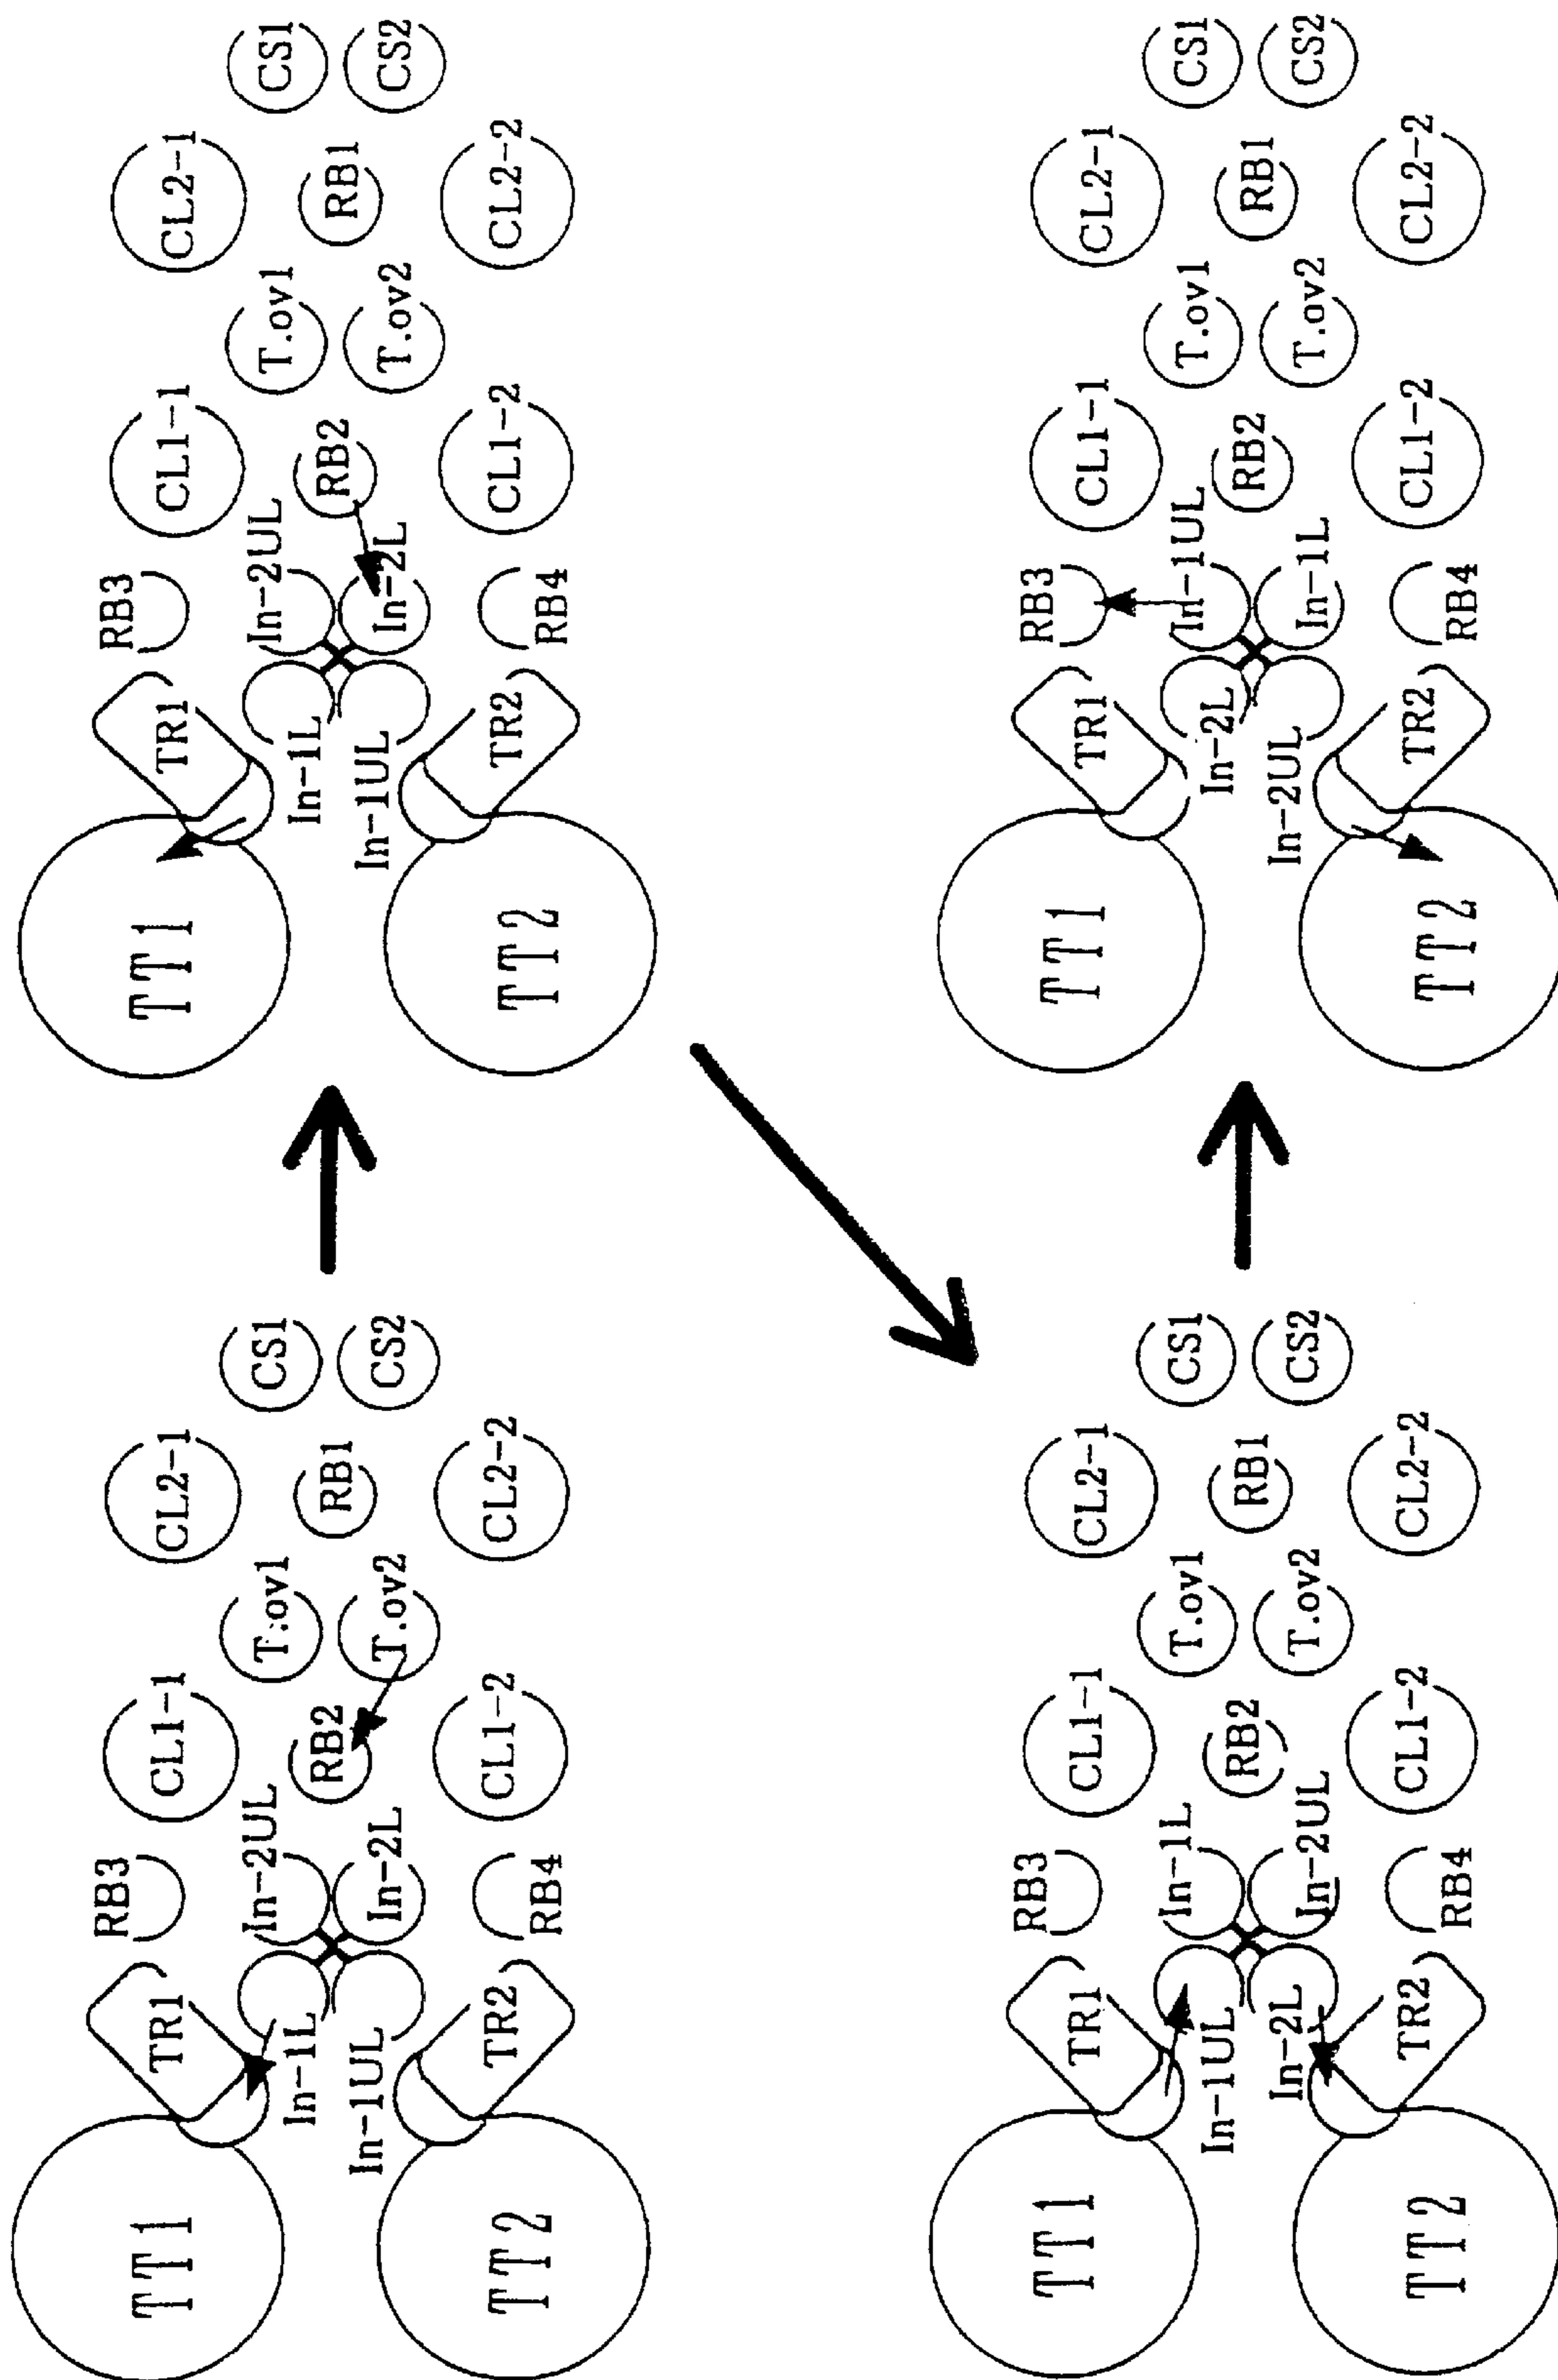 CS1
CS2
CL2-1
RB1
CL2-2
T.ov1
T.ov2
CL1-1
RB2
CL1-2
RB3
In-2UL
In-2L
RB4
TR1
In-1L
In-1UL
TR2
TT1
TT2
CS1
CS2
CL2-1
RB1
CL2-2
T.ov1
T.ov2
CL1-1
RB2
CL1-2
RB3
In-1UL
In-1L
RB4
TR1
In-2L
In-2UL
TR2
TT1
TT2
CS1
CS2
CL2-1
RB1
CL2-2
T.ov1
T.ov2
CL1-1
RB2
CL1-2
RB3
In-2UL
In-2L
RB4
TR1
In-1L
In-1UL
TR2
TT1
TT2
CS1
CS2
CL2-1
RB1
CL2-2
T.ov1
T.ov2
CL1-1
RB2
CL1-2
RB3
In-1L
In-2UL
RB4
TR1
In-1UL
In-2L
TR2
TT1
TT2